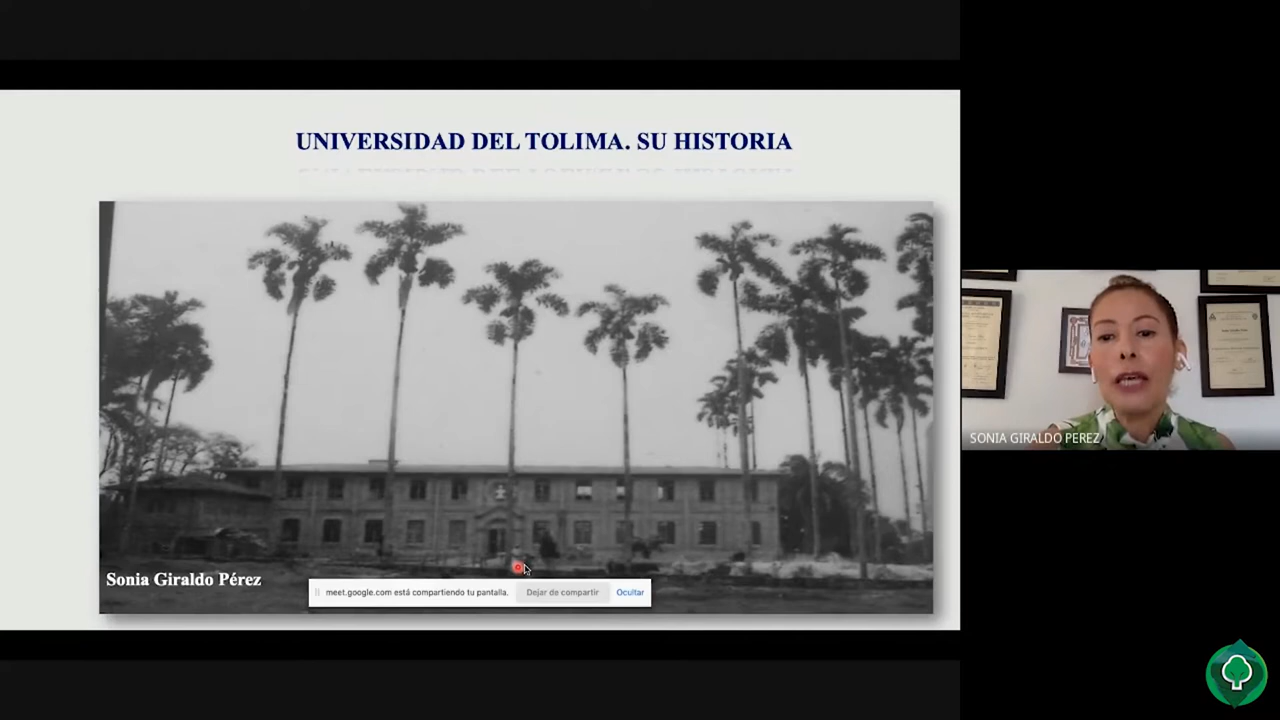 UNIVERSIDAD DEL TOLIMA. SU HISTORIA
Sonia Giraldo Pérez
meet.google.com está compartiendo tu pantalla.
Dejar de compartir
Ocultar
SONIA GIRALDO PEREZ